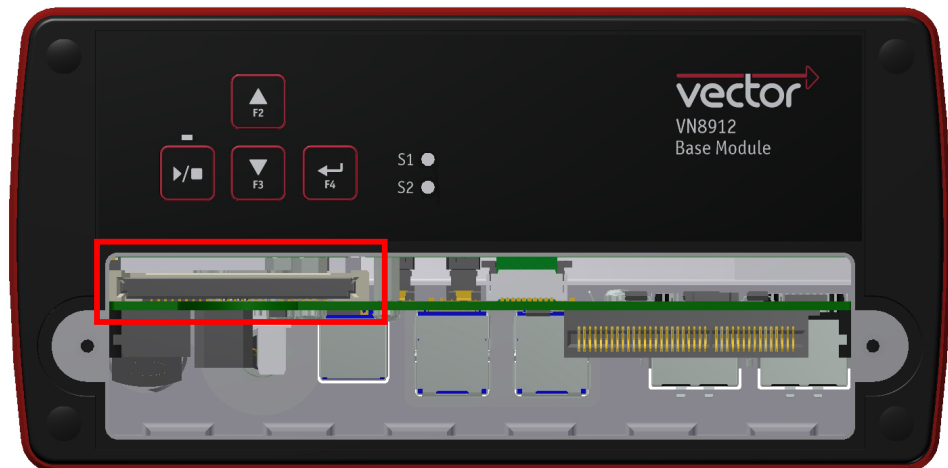 vector
VN8912
Base Module
F2
F3
F4
S1
S2